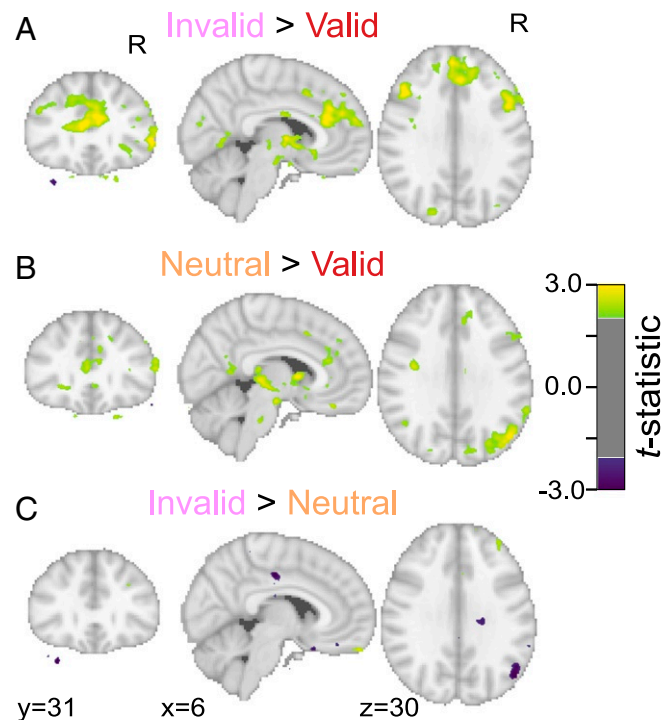 A
Invalid > Valid
R
R
B
Neutral > Valid
3.0
0.0
-3.0
t-statistic
C
Invalid > Neutral
y=31
x=6
z=30